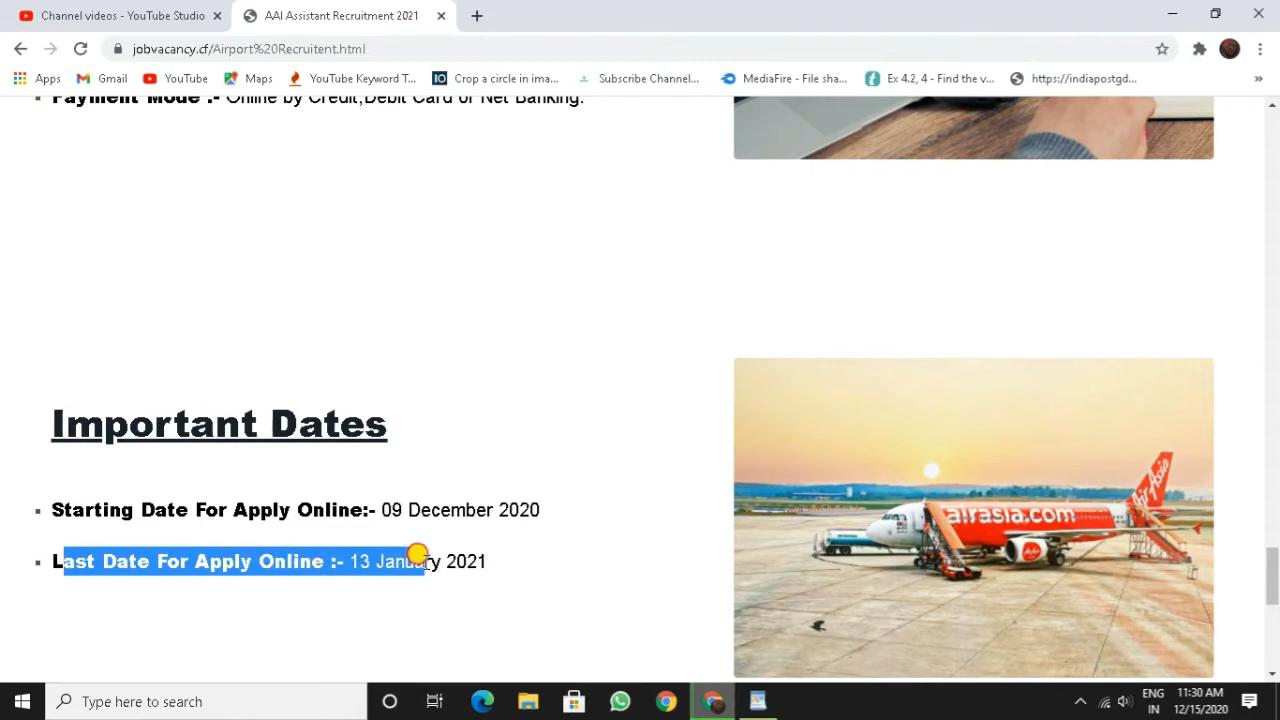 Channel videos - YouTube Studio
AAI Assistant Recruitment 2021
jobvacancy.cf/Airport%20Recruitent.html
Apps
Gmail
YouTube
Maps
YouTube Keyword T...
Crop a circle in ima...
Subscribe Channel...
MediaFire - File sha...
Ex 4.2, 4 - Find the v...
https://indiapostgd...
»
Payment Mode :- Online by Credit,Debit Card or Net Banking.
Important Dates
Starting Date For Apply Online:- 09 December 2020
Last Date For Apply Online :- 13 January 2021
airasia.com
AirAsia
AirAsia
Type here to search
ENG
IN
11:30 AM
12/15/2020